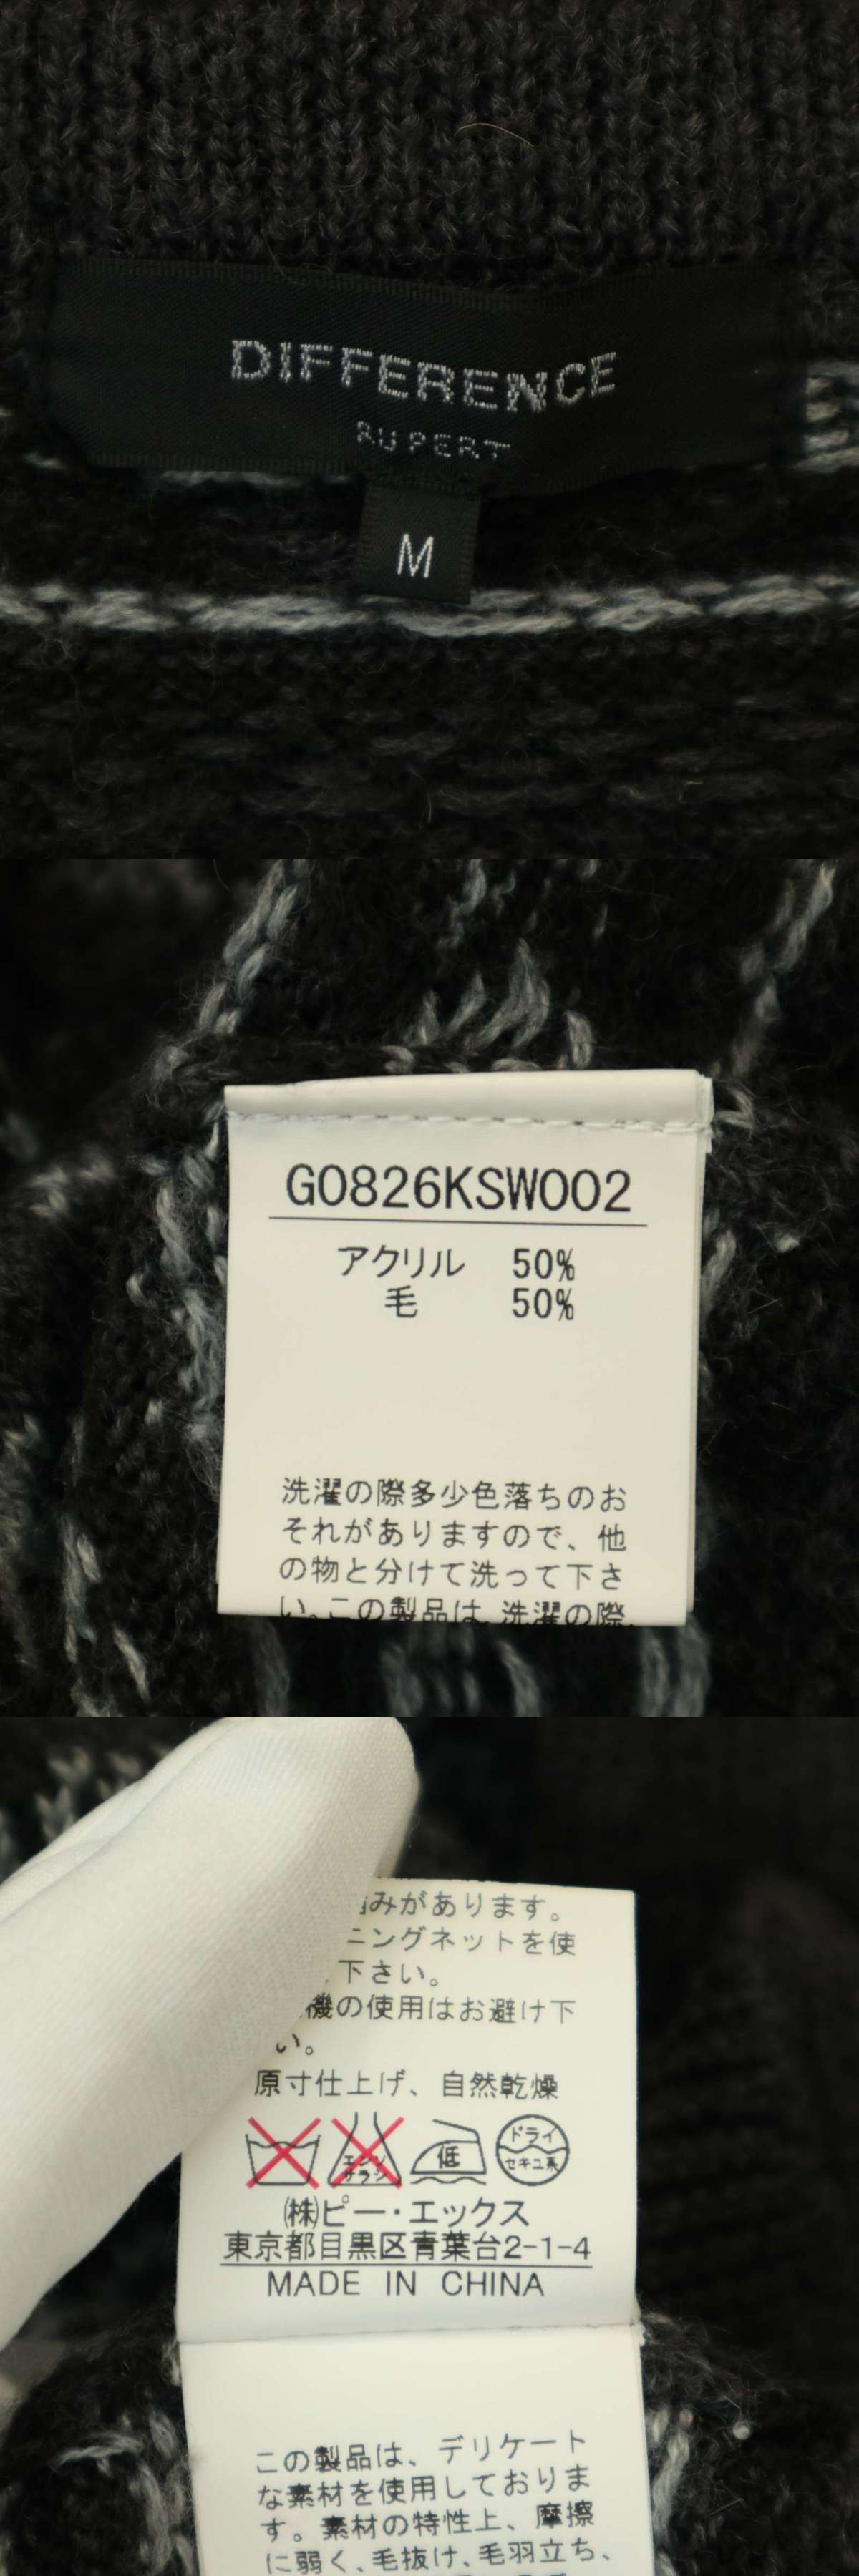 DIFFERENCE
RUPERT
M
G0826KSW002
アクリル 50%
毛 50%
洗濯の際多少色落ちのお
それがありますので、他
の物と分けて洗って下さ
い。この製品は、洗濯の際、
みがあります。
ニングネットを使
下さい。
機の使用はお避け下
い。
原寸仕上げ、自然乾燥
エンソ
サラシ
低
ドライ
セキユ系
㈱ピー・エックス
東京都目黒区青葉台2-1-4
MADE IN CHINA
この製品は、デリケート
な素材を使用しておりま
す。素材の特性上、摩擦
に弱く、毛抜け、毛羽立ち、